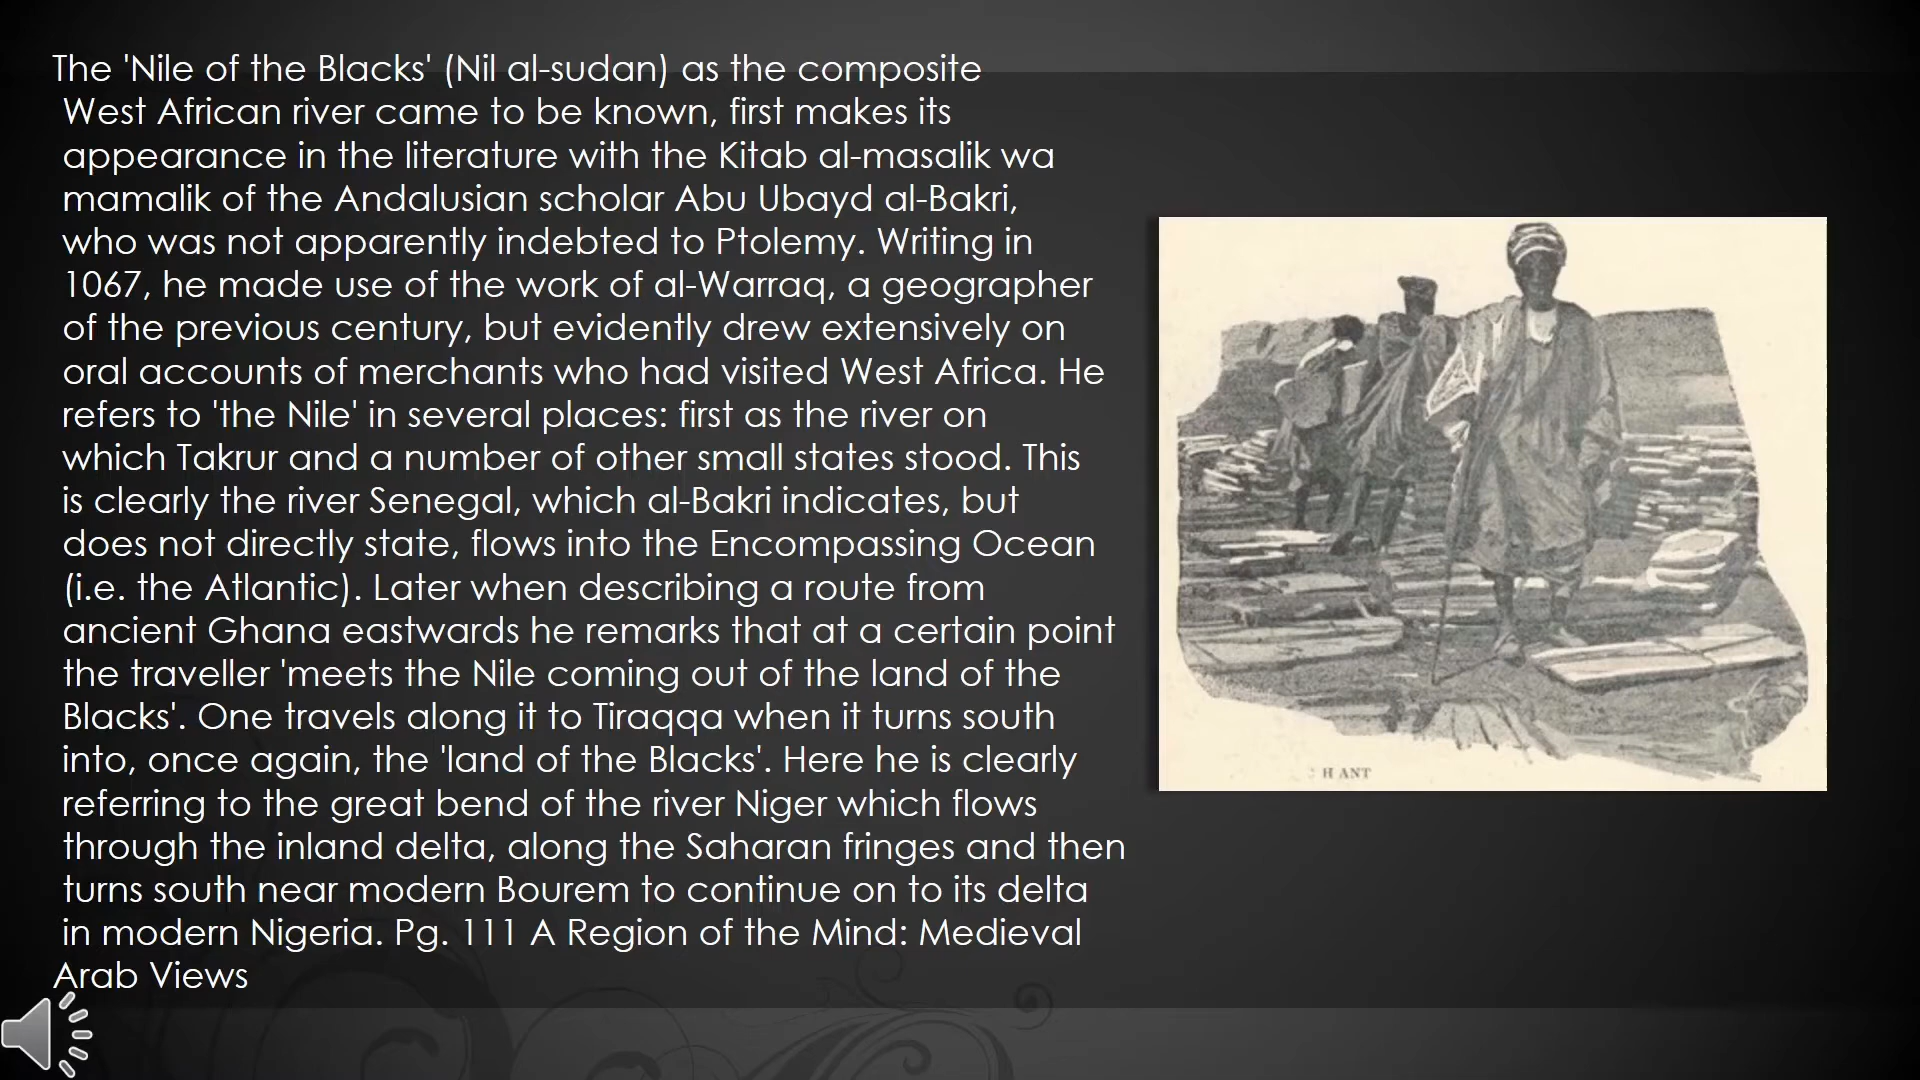 The 'Nile of the Blacks' (Nil al-sudan) as the composite
West African river came to be known, first makes its
appearance in the literature with the Kitab al-masalik wa
mamalik of the Andalusian scholar Abu Ubayd al-Bakri,
who was not apparently indebted to Ptolemy. Writing in
1067, he made use of the work of al-Warraq, a geographer
of the previous century, but evidently drew extensively on
oral accounts of merchants who had visited West Africa. He
refers to 'the Nile' in several places: first as the river on
which Takrur and a number of other small states stood. This
is clearly the river Senegal, which al-Bakri indicates, but
does not directly state, flows into the Encompassing Ocean
(i.e. the Atlantic). Later when describing a route from
ancient Ghana eastwards he remarks that at a certain point
the traveller 'meets the Nile coming out of the land of the
Blacks'. One travels along it to Tiraqqa when it turns south
into, once again, the 'land of the Blacks'. Here he is clearly
referring to the great bend of the river Niger which flows
through the inland delta, along the Saharan fringes and then
turns south near modern Bourem to continue on to its delta
in modern Nigeria. Pg. 111 A Region of the Mind: Medieval
Arab Views
H ANT